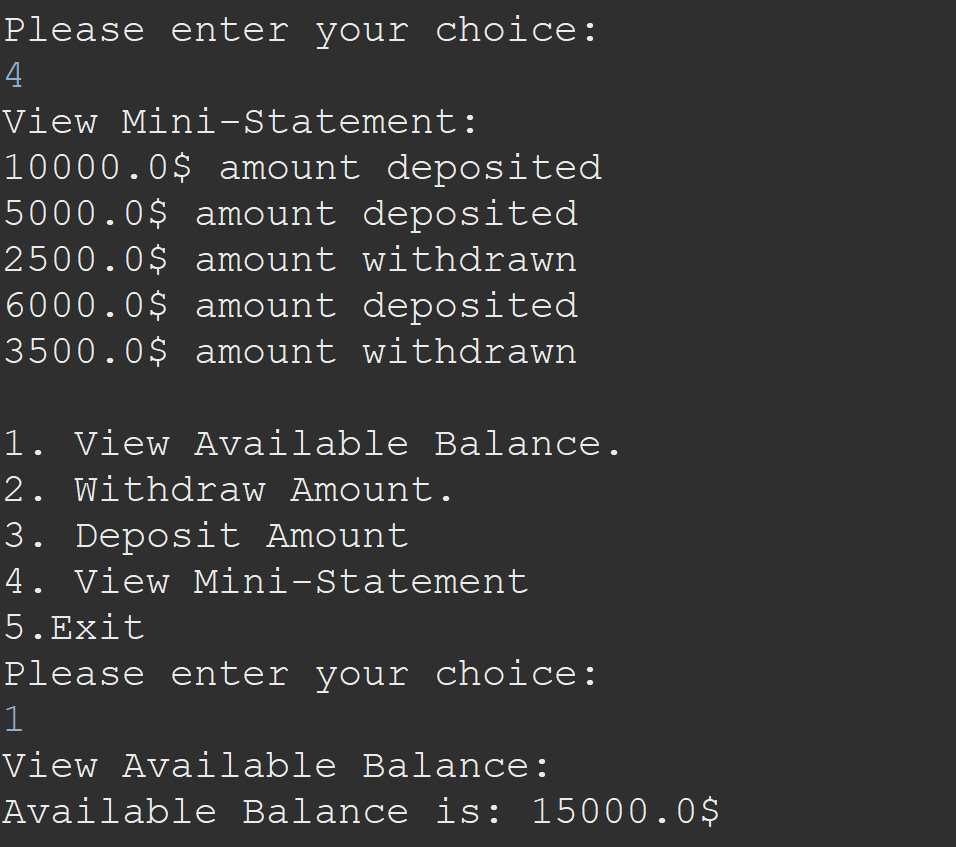 Please enter your choice:
4
View Mini-Statement:
10000.0$ amount deposited
5000.0$ amount deposited
2500.0$ amount withdrawn
6000.0$ amount deposited
3500.0$ amount withdrawn
1. View Available Balance.
2. Withdraw Amount.
3. Deposit Amount
4. View Mini-Statement
5.Exit
Please enter your choice:
1
View Available Balance:
Available Balance is: 15000.0$